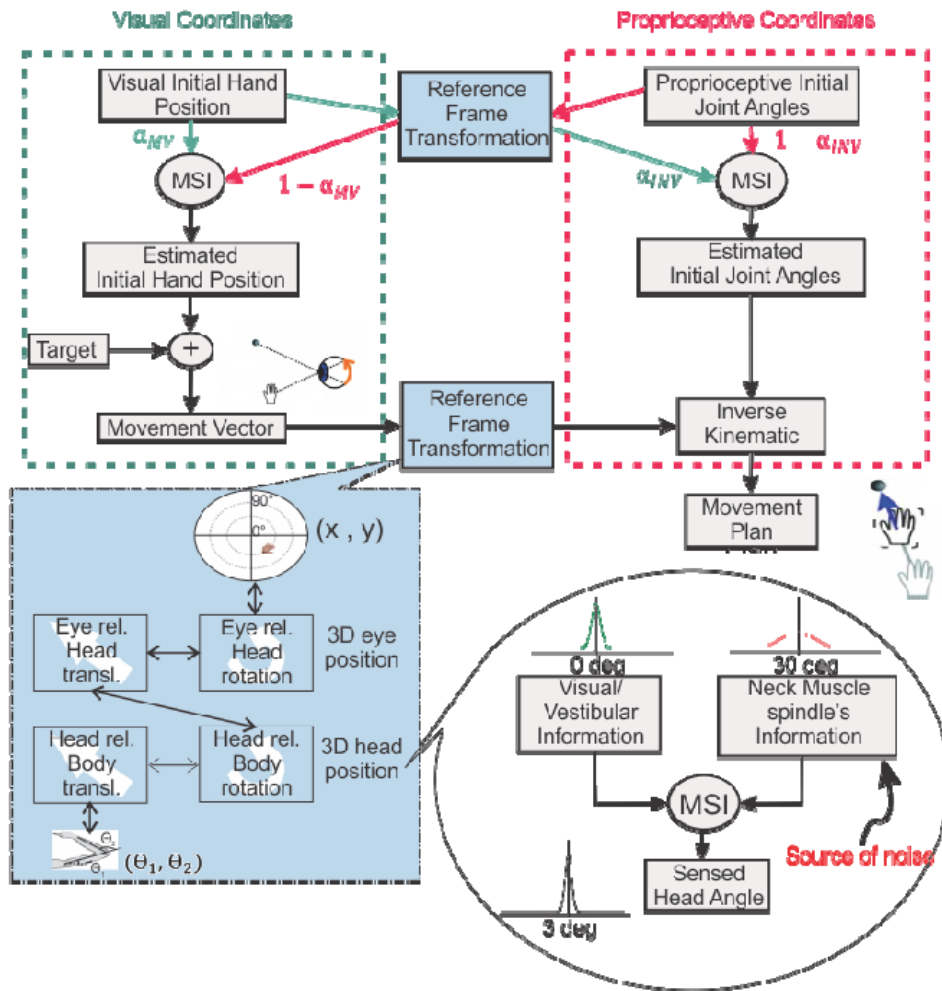 Visual Coordinates
Proprioceptive Coordinates
Visual Initial Hand
Position
Reference
Frame
Transformation
Proprioceptive Initial
Joint Angles
α_MV
1 − α_MV
α_INV
1 α_INV
MSI
MSI
Estimated
Initial Hand Position
Estimated
Initial Joint Angles
Target
+
Movement Vector
Reference
Frame
Transformation
Inverse
Kinematic
Movement
Plan
90°
0°
(x , y)
Eye rel.
Head
transl.
Eye rel.
Head
rotation
3D eye
position
Head rel.
Body
transl.
Head rel.
Body
rotation
3D head
position
(Θ₁, Θ₂)
0 deg
30 deg
Visual/
Vestibular
Information
Neck Muscle
spindle's
Information
MSI
Source of noise
Sensed
Head Angle
3 deg